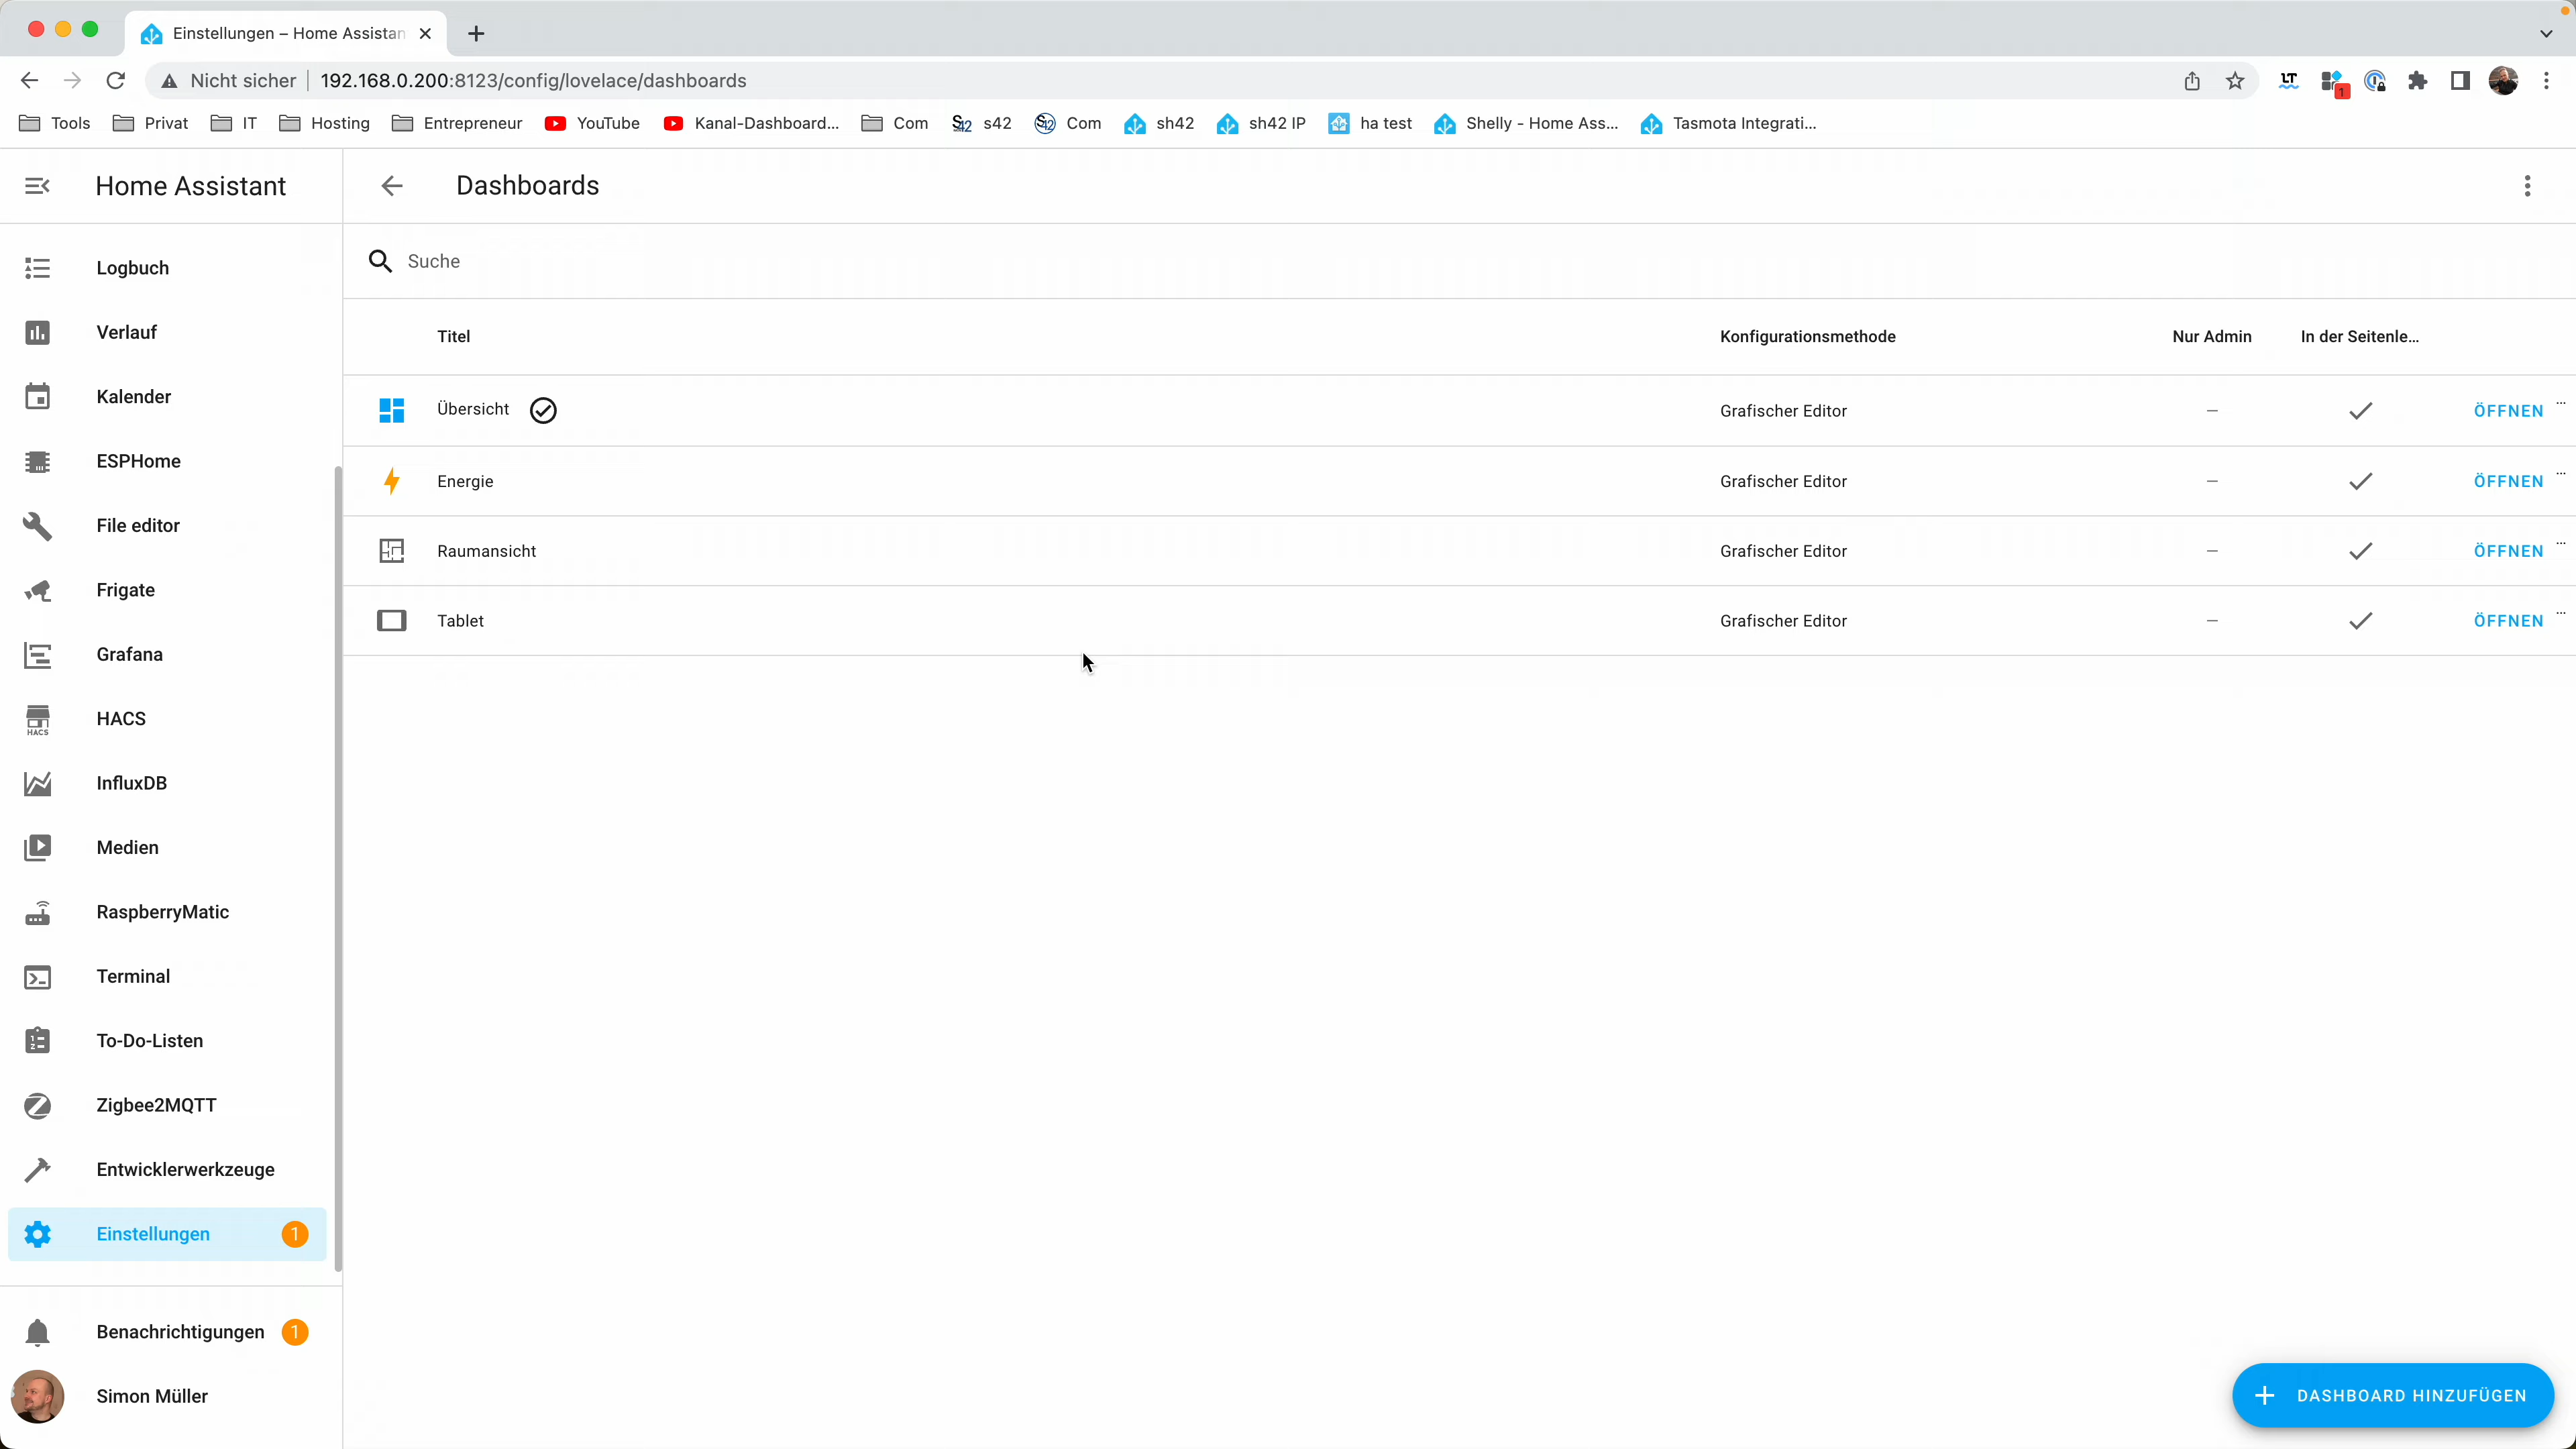 Einstellungen – Home Assistan
Nicht sicher 192.168.0.200:8123/config/lovelace/dashboards
1
Tools Privat IT Hosting Entrepreneur YouTube Kanal-Dashboard... Com S42 s42 S42 Com sh42 sh42 IP ha test Shelly - Home Ass... Tasmota Integrati...
Home Assistant
Dashboards
Suche
Titel Konfigurationsmethode Nur Admin In der Seitenle...
Übersicht Grafischer Editor – ÖFFNEN ...
Energie Grafischer Editor – ÖFFNEN ...
Raumansicht Grafischer Editor – ÖFFNEN ...
Tablet Grafischer Editor – ÖFFNEN ...
Logbuch
Verlauf
Kalender
ESPHome
File editor
Frigate
Grafana
HACS HACS
InfluxDB
Medien
RaspberryMatic
Terminal
To-Do-Listen
Zigbee2MQTT
Entwicklerwerkzeuge
Einstellungen 1
Benachrichtigungen 1
Simon Müller
DASHBOARD HINZUFÜGEN